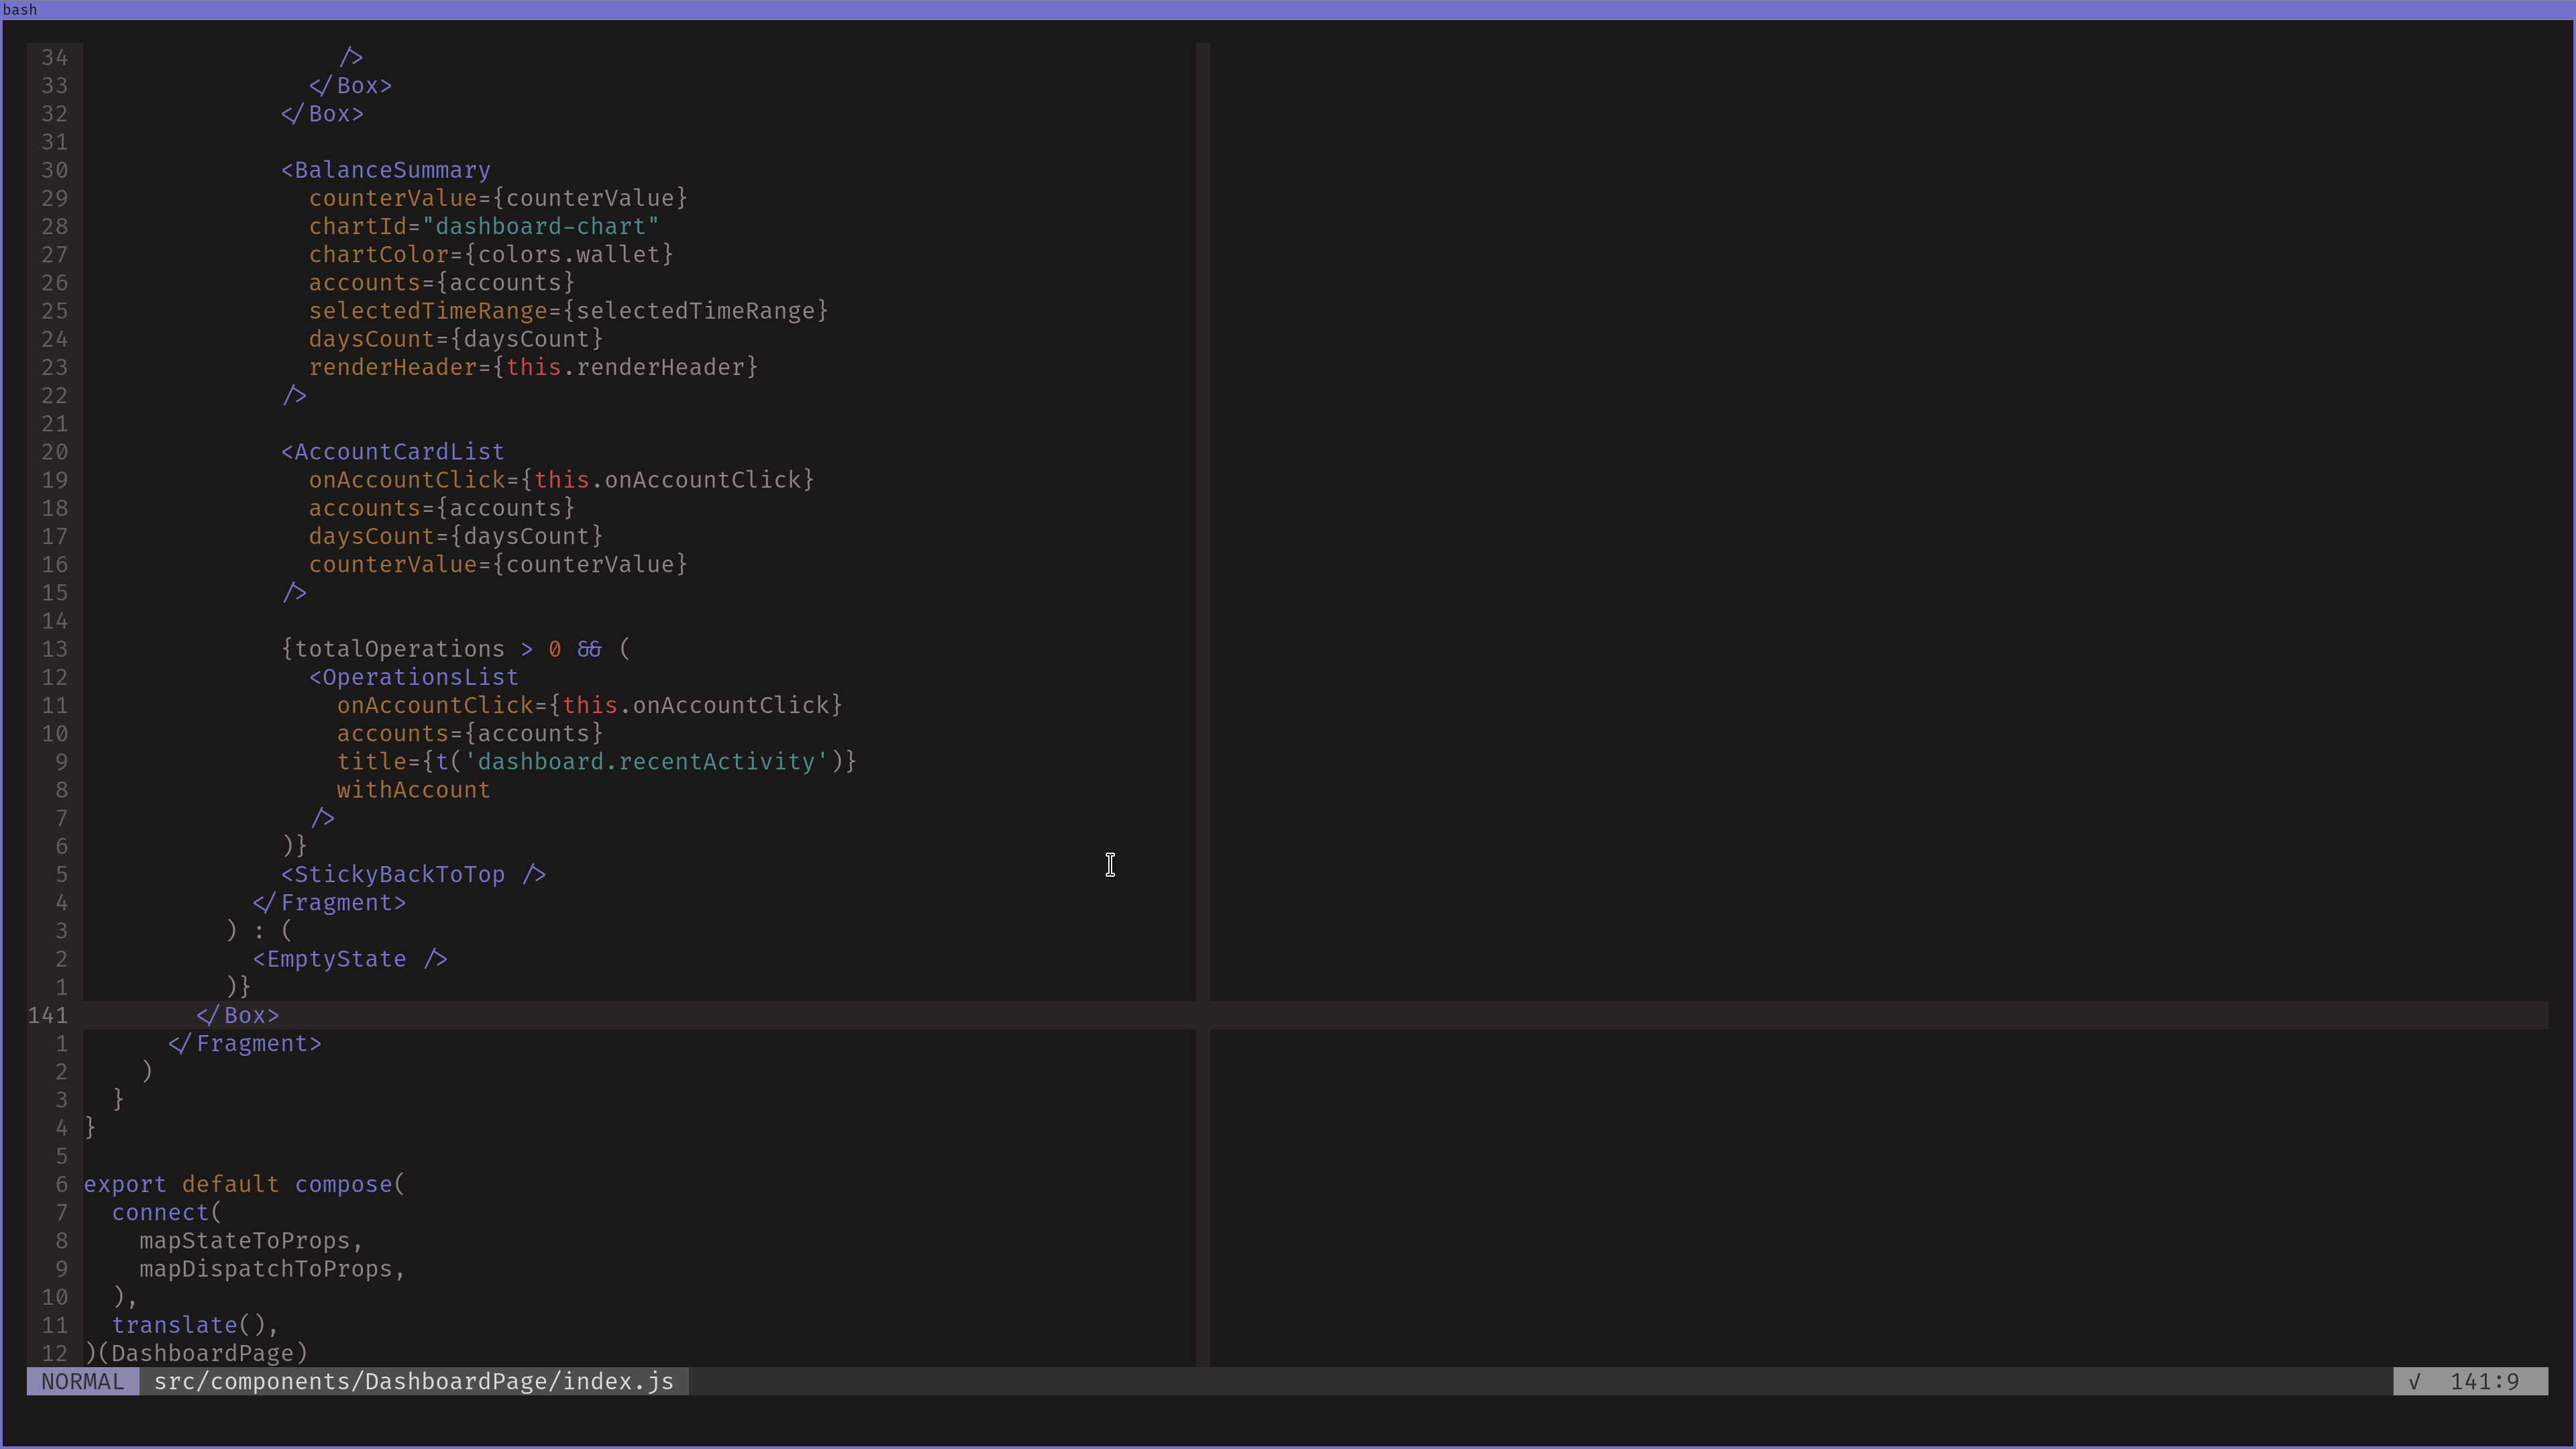 bash
34                   />
33                 </Box>
32               </Box>
31
30               <BalanceSummary
29                 counterValue={counterValue}
28                 chartId="dashboard-chart"
27                 chartColor={colors.wallet}
26                 accounts={accounts}
25                 selectedTimeRange={selectedTimeRange}
24                 daysCount={daysCount}
23                 renderHeader={this.renderHeader}
22               />
21
20               <AccountCardList
19                 onAccountClick={this.onAccountClick}
18                 accounts={accounts}
17                 daysCount={daysCount}
16                 counterValue={counterValue}
15               />
14
13               {totalOperations > 0 && (
12                 <OperationsList
11                   onAccountClick={this.onAccountClick}
10                   accounts={accounts}
9                   title={t('dashboard.recentActivity')}
8                   withAccount
7                 />
6               )}
5               <StickyBackToTop />
4             </Fragment>
3           ) : (
2             <EmptyState />
1           )}
141         </Box>
1       </Fragment>
2     )
3   }
4 }
5
6 export default compose(
7   connect(
8     mapStateToProps,
9     mapDispatchToProps,
10   ),
11   translate(),
12 )(DashboardPage)
NORMAL src/components/DashboardPage/index.js √ 141:9